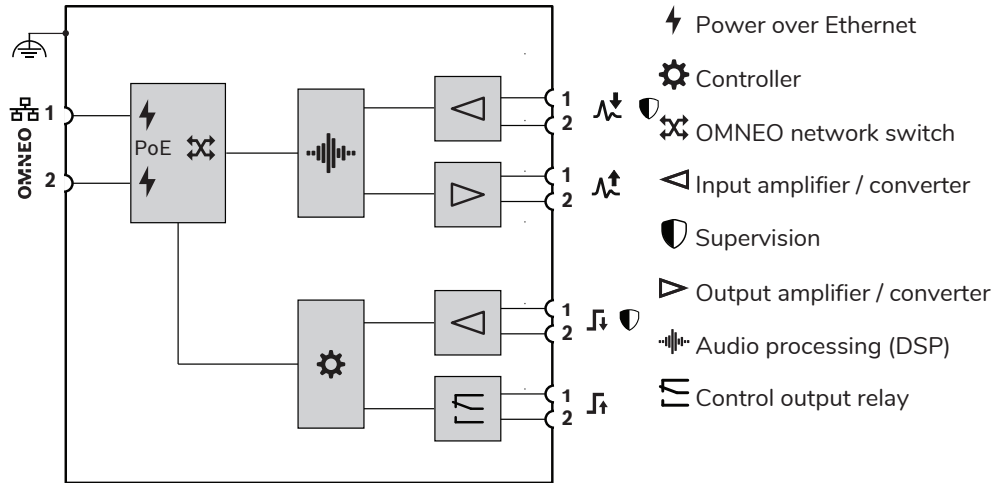 Power over Ethernet
Controller
OMNEO network switch
Input amplifier / converter
Supervision
Output amplifier / converter
Audio processing (DSP)
Control output relay
OMNEO
1
2
PoE
1
2
1
2
1
2
1
2